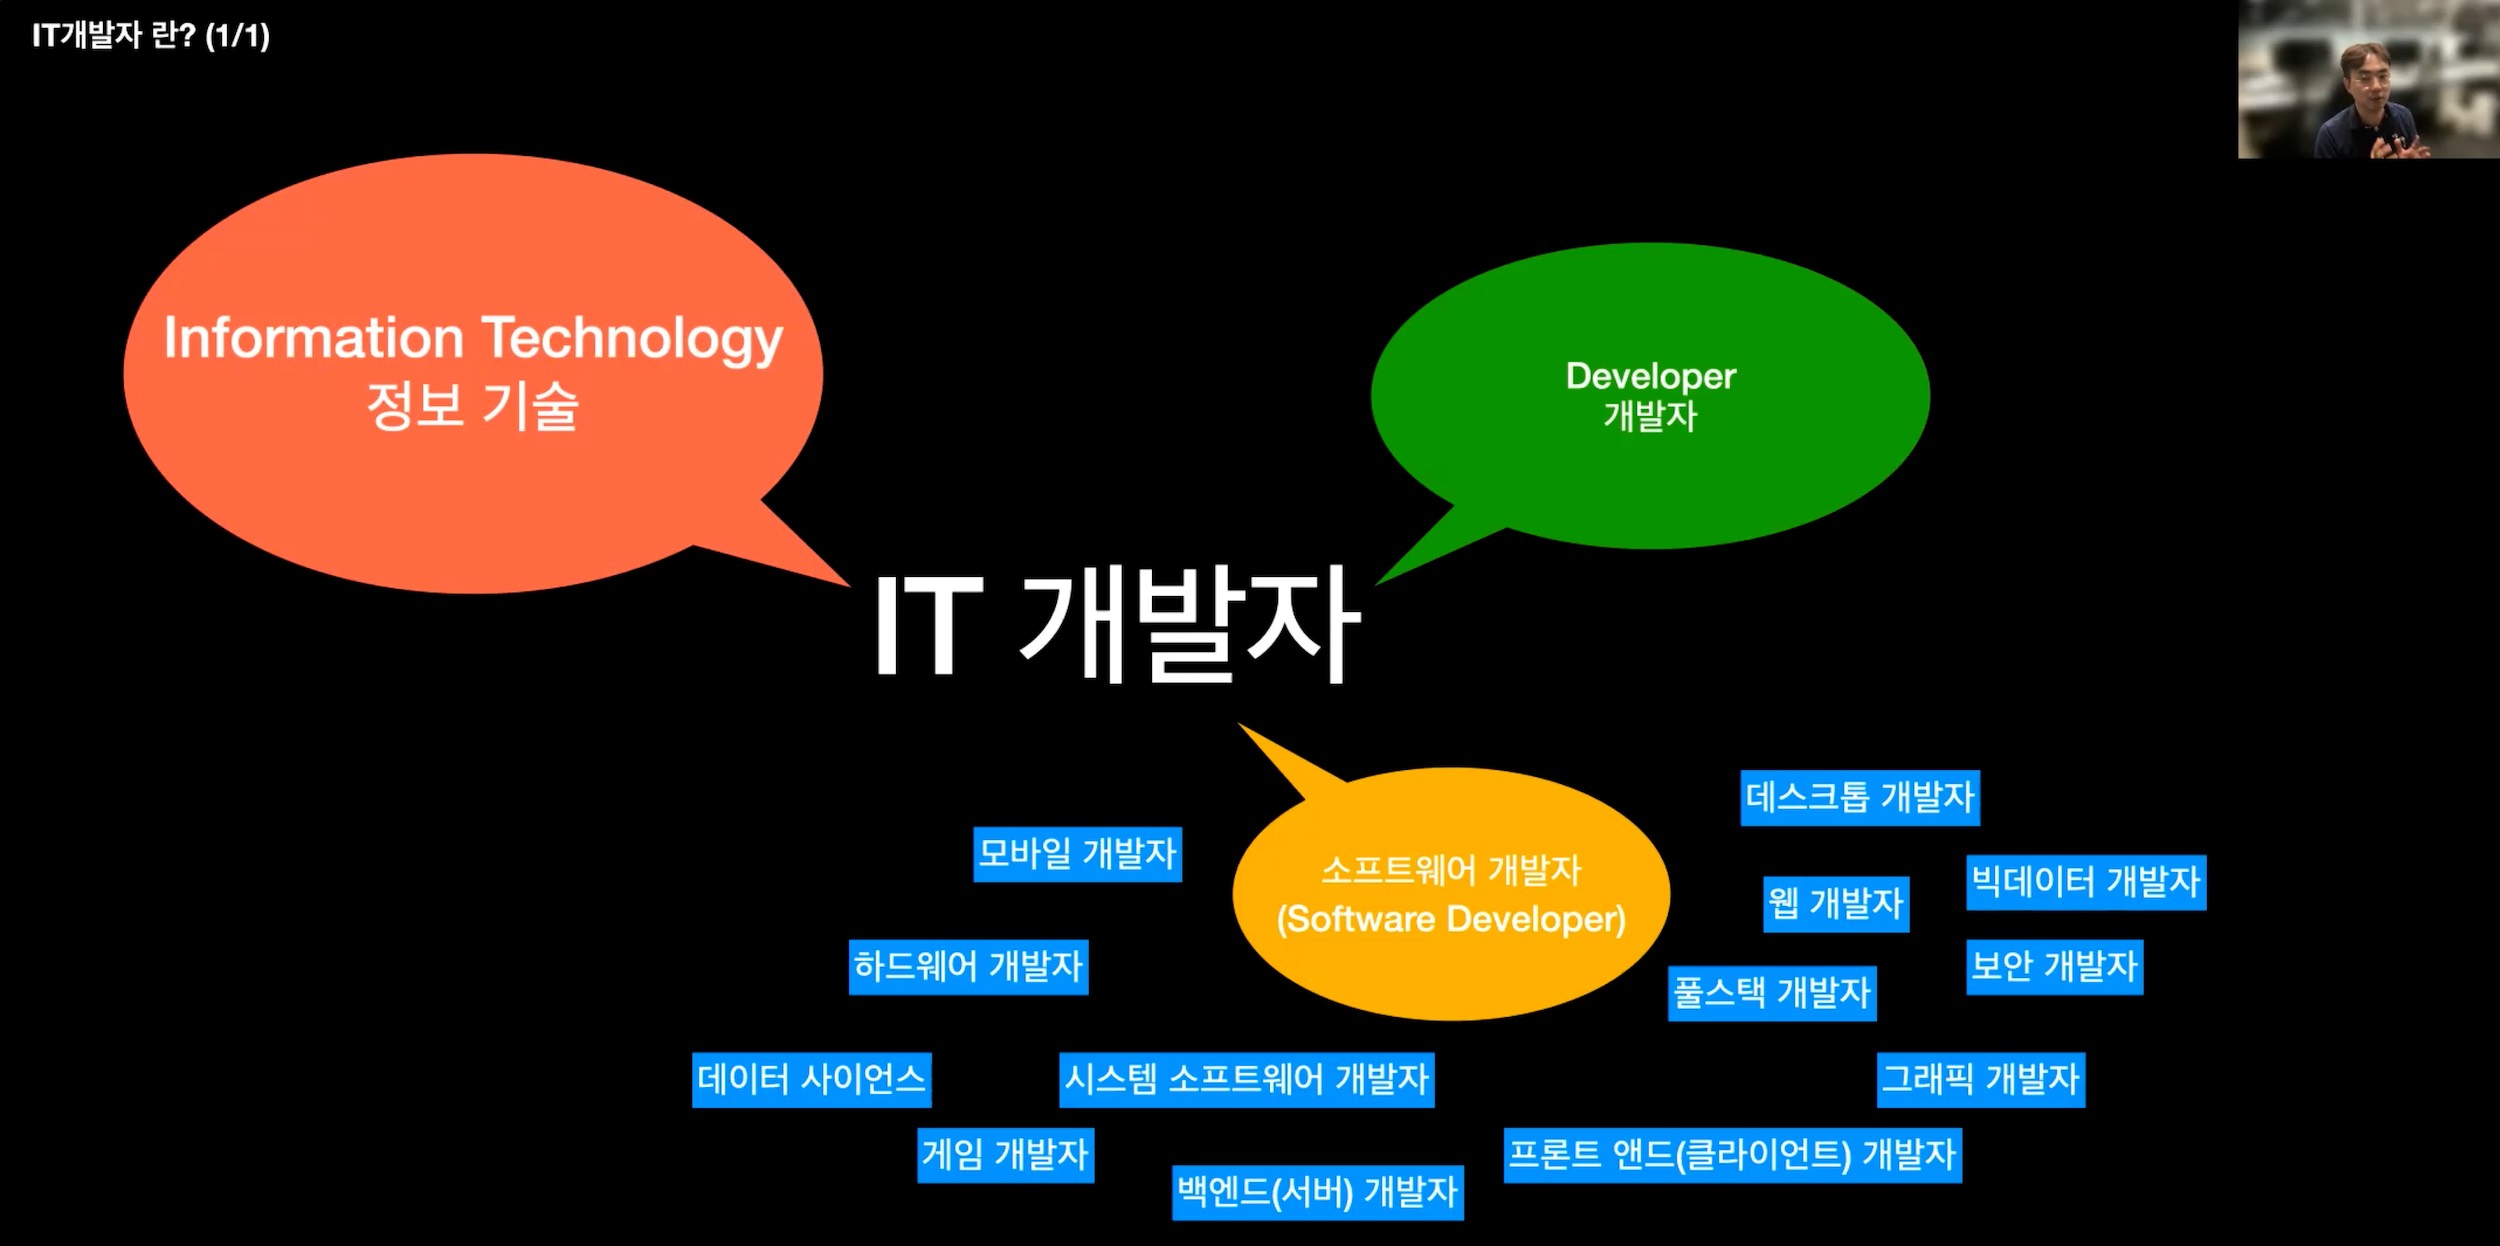 IT개발자 란? (1/1)
Information Technology
정보 기술
Developer
개발자
IT 개발자
소프트웨어 개발자
(Software Developer)
데스크톱 개발자
모바일 개발자
빅데이터 개발자
웹 개발자
하드웨어 개발자
보안 개발자
풀스택 개발자
데이터 사이언스
시스템 소프트웨어 개발자
그래픽 개발자
게임 개발자
프론트 앤드(클라이언트) 개발자
백엔드(서버) 개발자